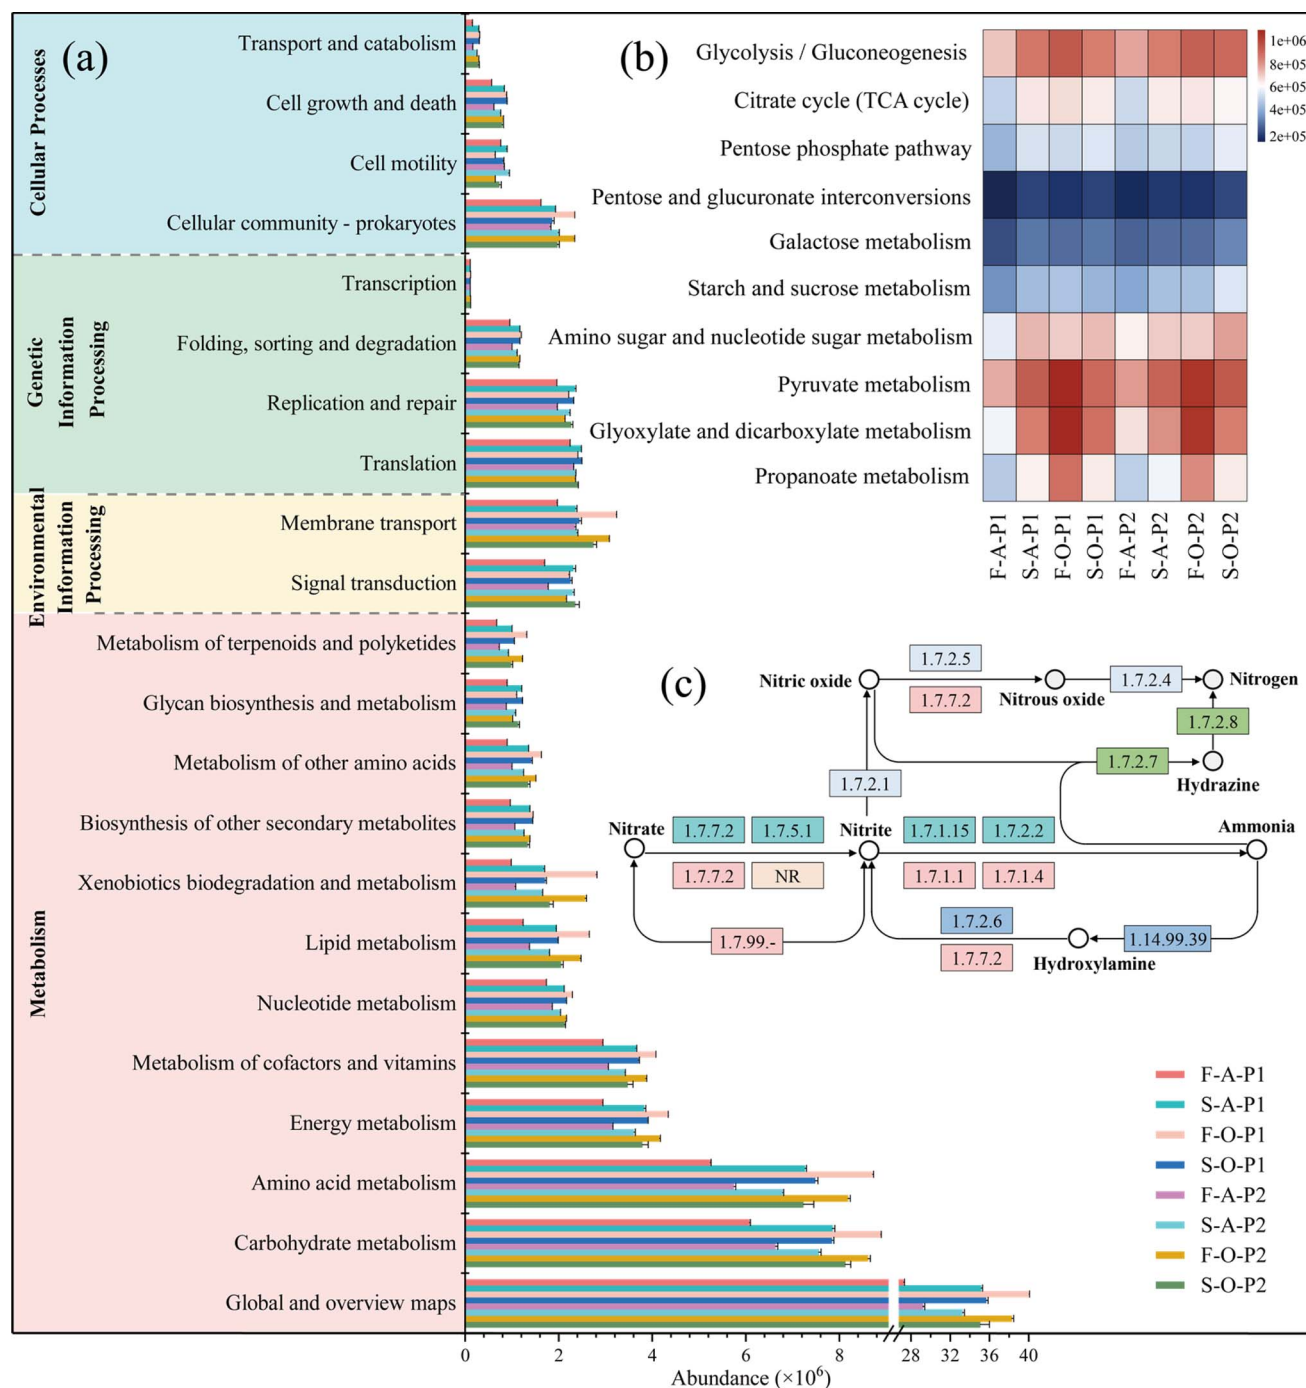 (a)
Cellular Processes
Transport and catabolism
Cell growth and death
Cell motility
Cellular community - prokaryotes
Genetic
Information
Processing
Transcription
Folding, sorting and degradation
Replication and repair
Translation
Environmental
Information
Processing
Membrane transport
Signal transduction
Metabolism
Metabolism of terpenoids and polyketides
Glycan biosynthesis and metabolism
Metabolism of other amino acids
Biosynthesis of other secondary metabolites
Xenobiotics biodegradation and metabolism
Lipid metabolism
Nucleotide metabolism
Metabolism of cofactors and vitamins
Energy metabolism
Amino acid metabolism
Carbohydrate metabolism
Global and overview maps
0 2 4 6 8 28 32 36 40
Abundance (×10⁶)
(b)
Glycolysis / Gluconeogenesis
Citrate cycle (TCA cycle)
Pentose phosphate pathway
Pentose and glucuronate interconversions
Galactose metabolism
Starch and sucrose metabolism
Amino sugar and nucleotide sugar metabolism
Pyruvate metabolism
Glyoxylate and dicarboxylate metabolism
Propanoate metabolism
F-A-P1
S-A-P1
F-O-P1
S-O-P1
F-A-P2
S-A-P2
F-O-P2
S-O-P2
1e+06
8e+05
6e+05
4e+05
2e+05
(c)
Nitric oxide
1.7.2.5
1.7.7.2
Nitrous oxide
1.7.2.4
Nitrogen
1.7.2.8
1.7.2.7
Hydrazine
1.7.2.1
Nitrate
1.7.7.2
1.7.5.1
Nitrite
1.7.1.15
1.7.2.2
Ammonia
1.7.7.2
NR
1.7.1.1
1.7.1.4
1.7.99.-
1.7.2.6
1.7.7.2
Hydroxylamine
1.14.99.39
F-A-P1
S-A-P1
F-O-P1
S-O-P1
F-A-P2
S-A-P2
F-O-P2
S-O-P2